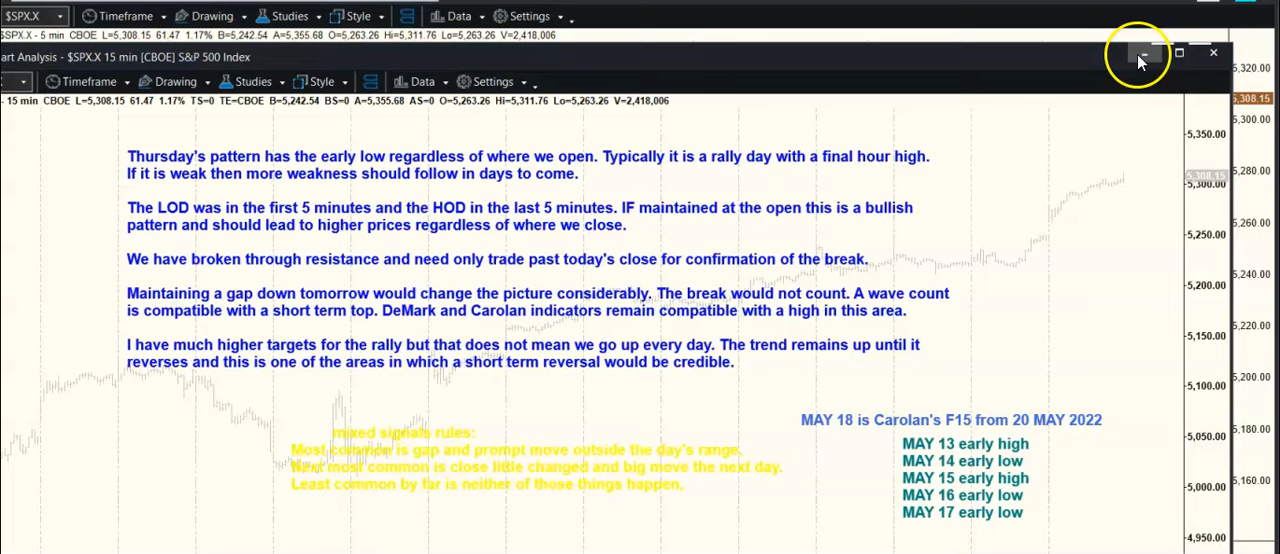 $SPX.X Timeframe Drawing Studies Style Data Settings
$SPX.X - 5 min CBOE L=5,308.15 61.47 1.17% B=5,242.54 A=5,355.68 O=5,263.26 Hi=5,311.76 Lo=5,263.26 V=2,418,006
art Analysis - $SPX.X 15 min [CBOE] S&P 500 Index
Timeframe Drawing Studies Style Data Settings
- 15 min CBOE L=5,308.15 61.47 1.17% TS=0 TE=CBOE B=5,242.54 BS=0 A=5,355.68 AS=0 O=5,263.26 Hi=5,311.76 Lo=5,263.26 V=2,418,006
Thursday's pattern has the early low regardless of where we open. Typically it is a rally day with a final hour high.
If it is weak then more weakness should follow in days to come.
The LOD was in the first 5 minutes and the HOD in the last 5 minutes. IF maintained at the open this is a bullish
pattern and should lead to higher prices regardless of where we close.
We have broken through resistance and need only trade past today's close for confirmation of the break.
Maintaining a gap down tomorrow would change the picture considerably. The break would not count. A wave count
is compatible with a short term top. DeMark and Carolan indicators remain compatible with a high in this area.
I have much higher targets for the rally but that does not mean we go up every day. The trend remains up until it
reverses and this is one of the areas in which a short term reversal would be credible.
mixed signals rules:
Most common is gap and prompt move outside the day's range.
Next most common is close little changed and big move the next day.
Least common by far is neither of those things happen,
MAY 18 is Carolan's F15 from 20 MAY 2022
MAY 13 early high
MAY 14 early low
MAY 15 early high
MAY 16 early low
MAY 17 early low
5,350.00
5,308.15
5,300.00
5,250.00
5,200.00
5,150.00
5,100.00
5,050.00
5,000.00
4,950.00
5,320.00
5,308.15
5,300.00
5,280.00
5,260.00
5,240.00
5,220.00
5,200.00
5,180.00
5,160.00